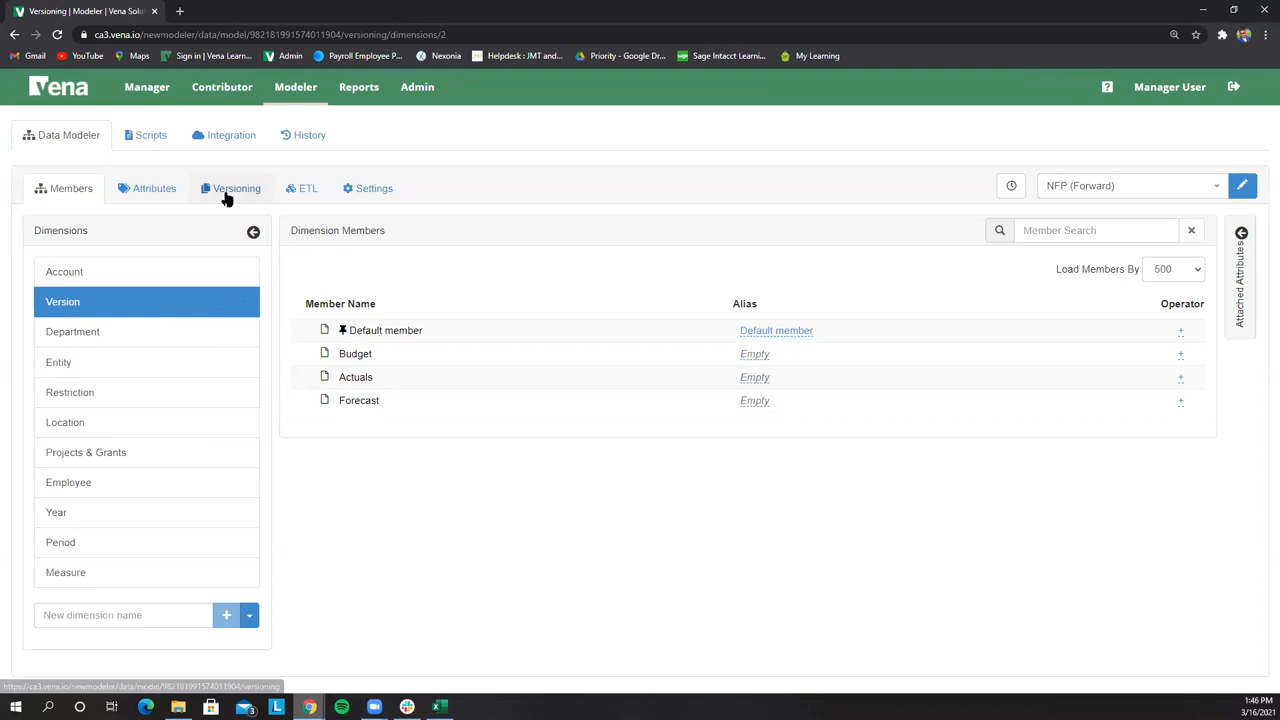 Versioning | Modeler | Vena Solu
ca3.vena.io/newmodeler/data/model/982181991574011904/versioning/dimensions/2
Gmail YouTube Maps Sign in | Vena Learn... Admin Payroll Employee P... Nexonia Helpdesk : JMT and... Priority - Google Dr... Sage Intacct Learni... My Learning
vena Manager Contributor Modeler Reports Admin ? Manager User
Data Modeler Scripts Integration History
Members Attributes Versioning ETL Settings NFP (Forward)
Dimensions
Account
Version
Department
Entity
Restriction
Location
Projects & Grants
Employee
Year
Period
Measure
New dimension name
Dimension Members Member Search
Load Members By 500
Member Name Alias Operator
Default member Default member +
Budget Empty +
Actuals Empty +
Forecast Empty +
Attached Attributes
https://ca3.vena.io/newmodeler/data/model/982181991574011904/versioning
1:46 PM
3/16/2021